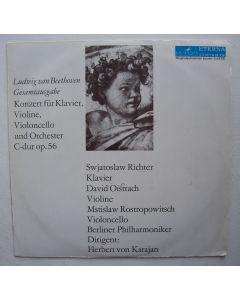 ETERNA
Ludwig van Beethoven
Gesamtausgabe
Konzert für Klavier,
Violine,
Violoncello
und Orchester
C-dur op. 56
Swjatoslaw Richter
Klavier
David Oistrach
Violine
Mstislaw Rostropowitsch
Violoncello
Berliner Philharmoniker
Dirigent:
Herbert von Karajan